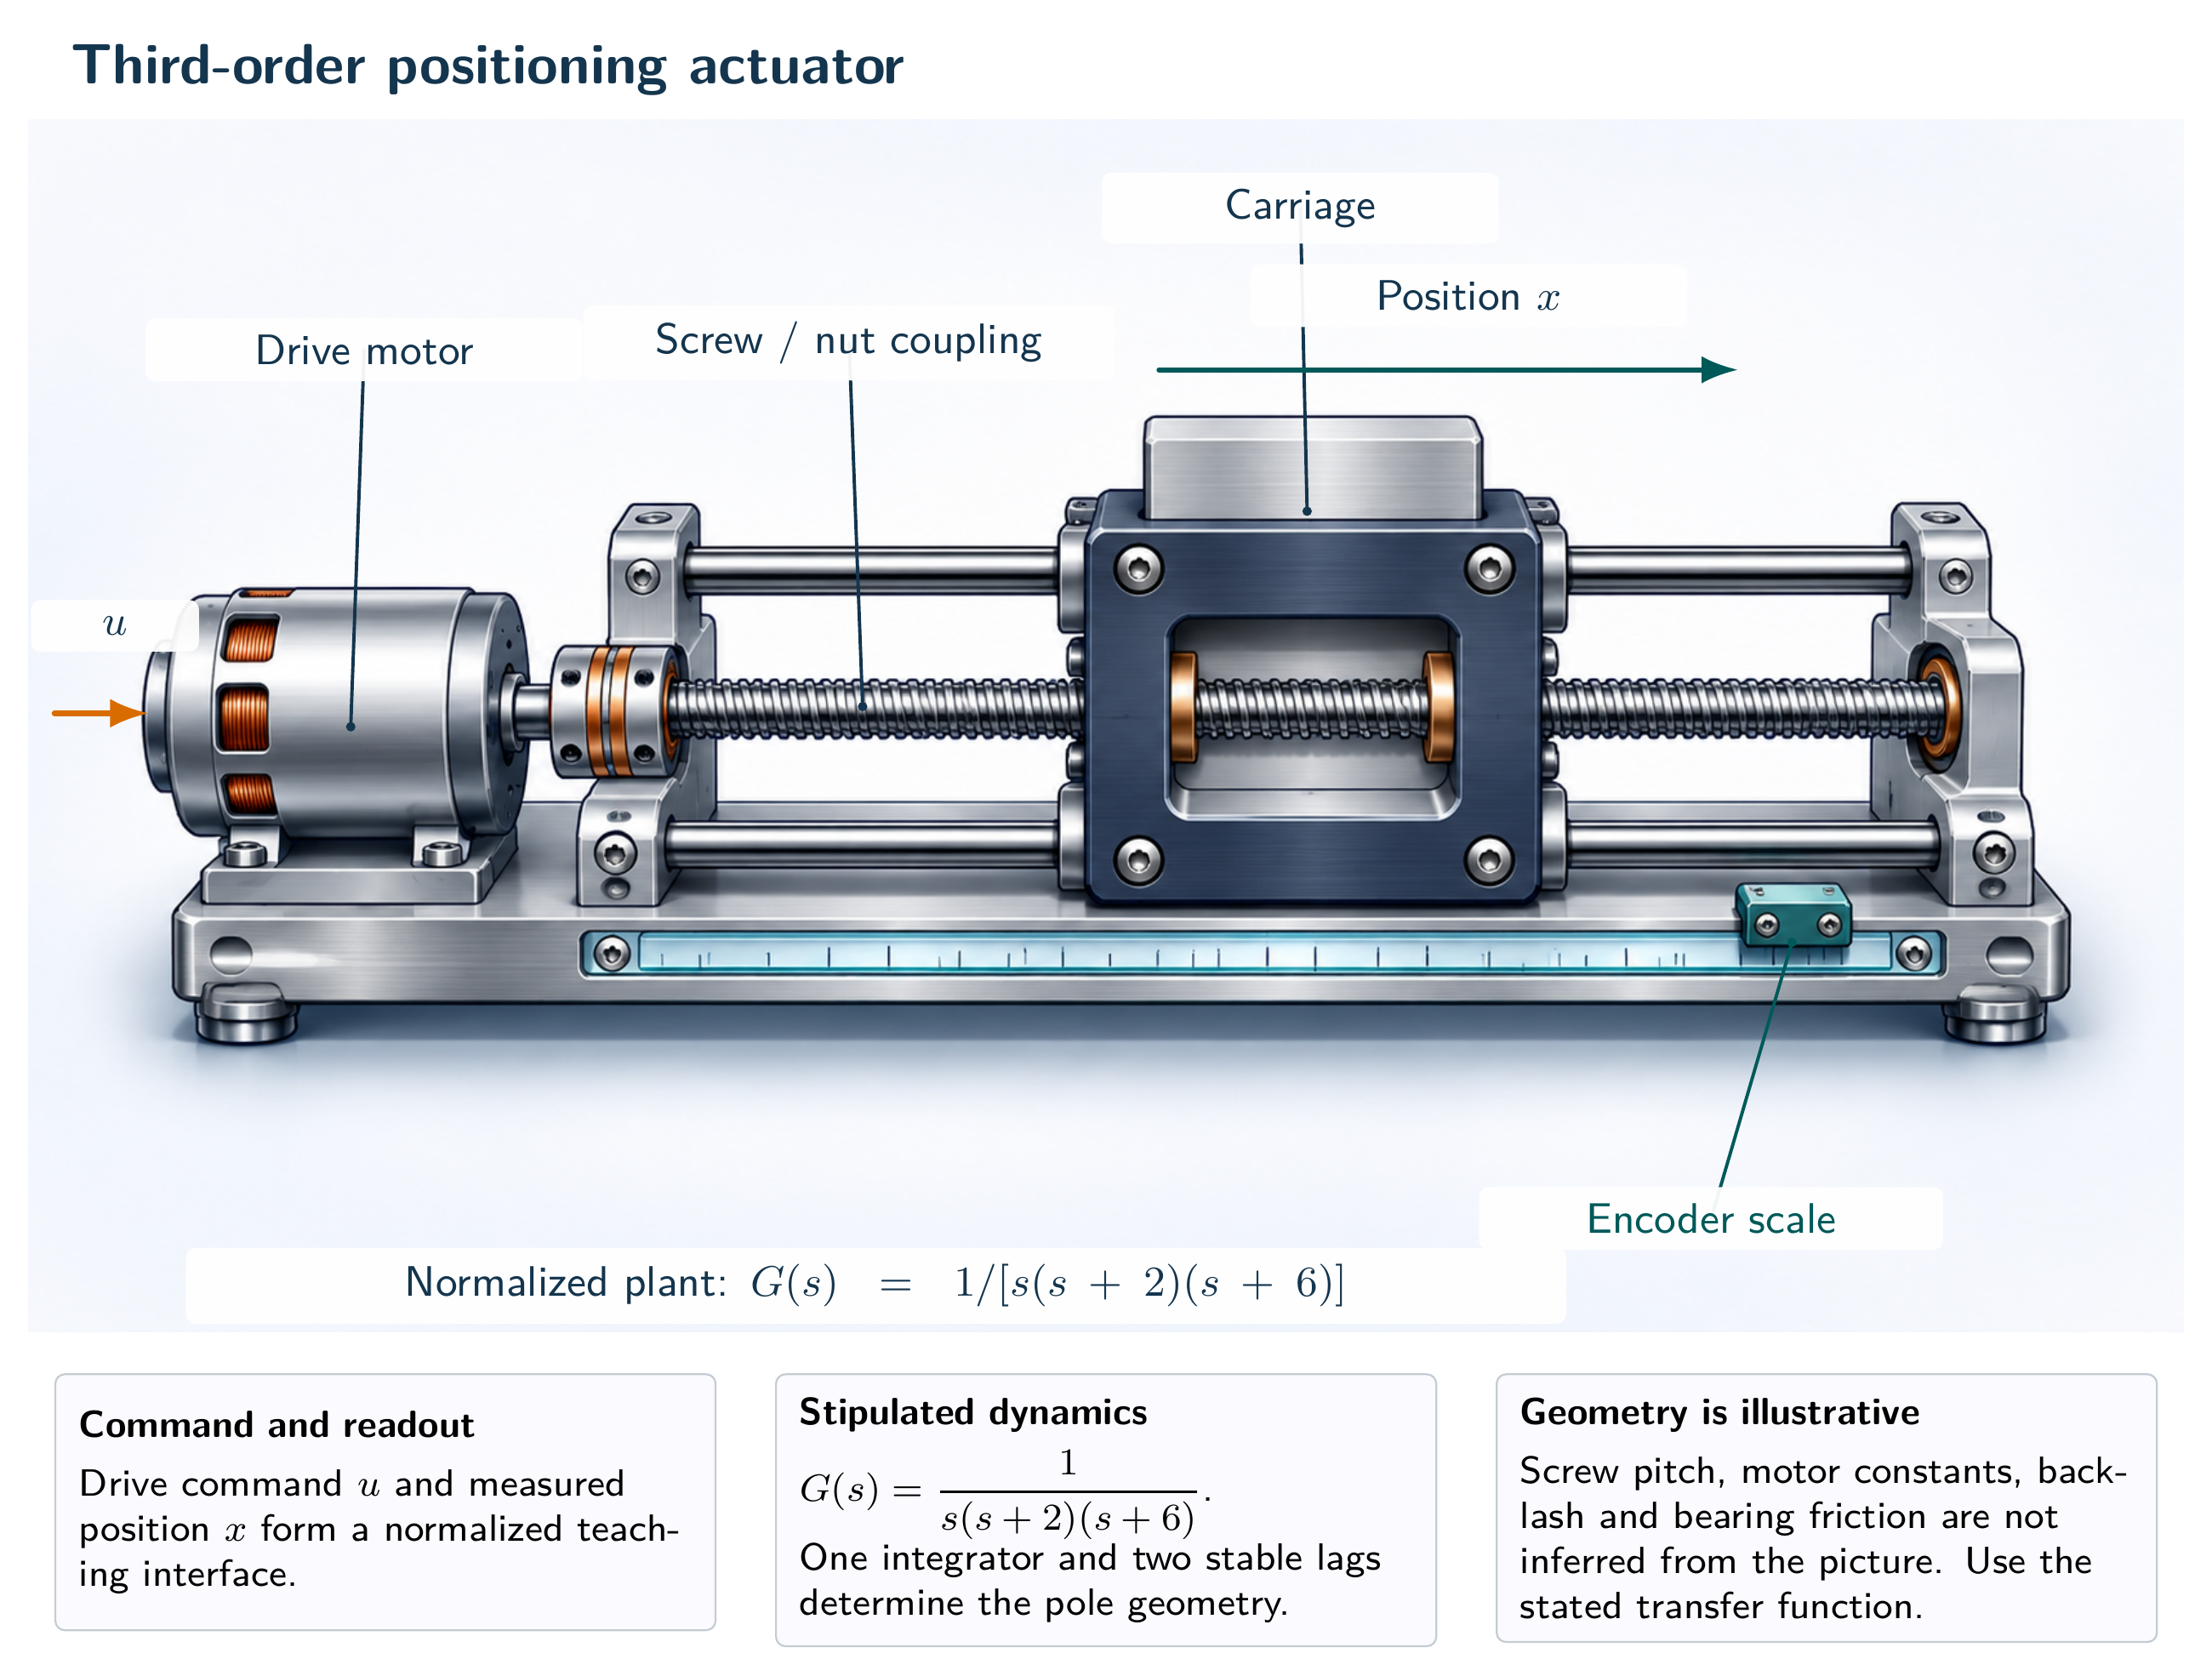 Third-order positioning actuator
Carriage
Position x
Drive motor
Screw / nut coupling
u
Encoder scale
Normalized plant: G(s) = 1/[s(s + 2)(s + 6)]
Command and readout
Drive command u and measured
position x form a normalized teach-
ing interface.
Stipulated dynamics
G(s) = 1/(s(s + 2)(s + 6)).
One integrator and two stable lags
determine the pole geometry.
Geometry is illustrative
Screw pitch, motor constants, back-
lash and bearing friction are not
inferred from the picture. Use the
stated transfer function.